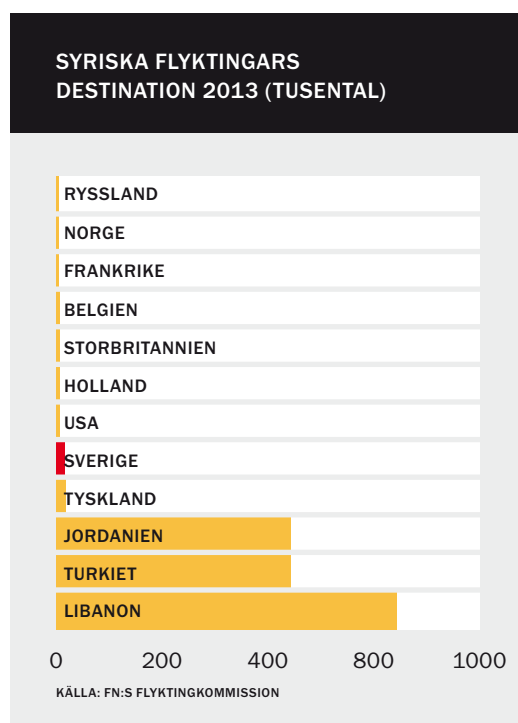 SYRISKA FLYKTINGARS
DESTINATION 2013 (TUSENTAL)
RYSSLAND
NORGE
FRANKRIKE
BELGIEN
STORBRITANNIEN
HOLLAND
USA
SVERIGE
TYSKLAND
JORDANIEN
TURKIET
LIBANON
0 200 400 800 1000
KÄLLA: FN:S FLYKTINGKOMMISSION